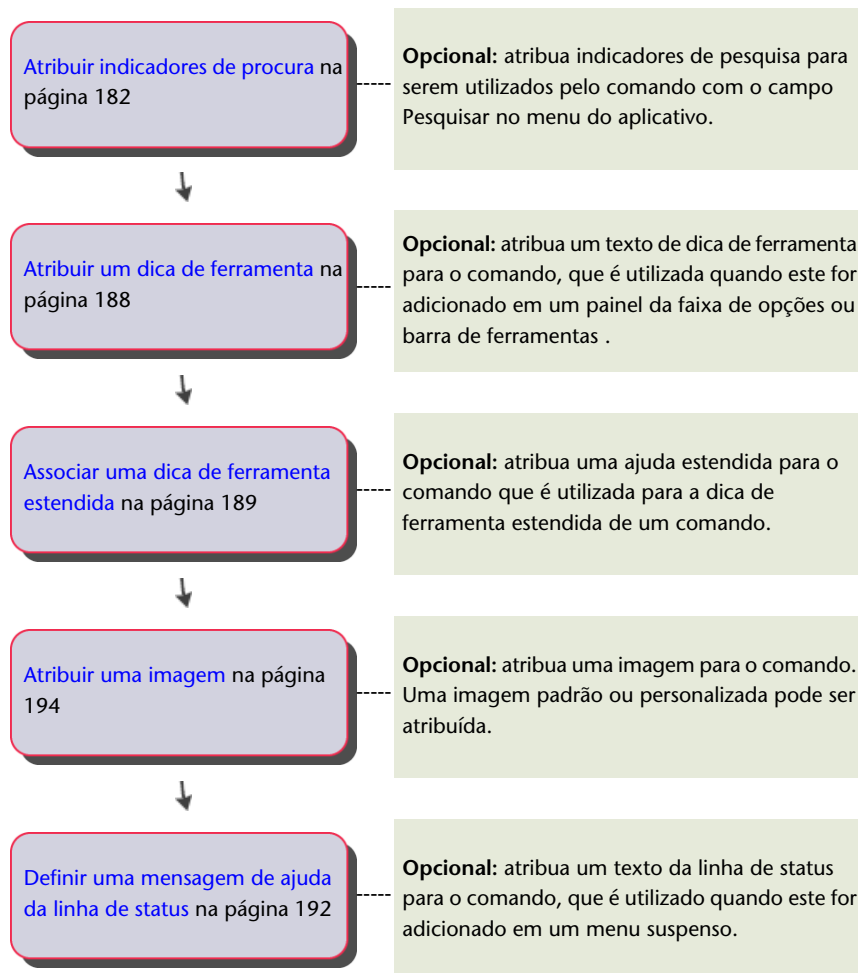 Atribuir indicadores de procura na
página 182
Opcional: atribua indicadores de pesquisa para
serem utilizados pelo comando com o campo
Pesquisar no menu do aplicativo.
Atribuir um dica de ferramenta na
página 188
Opcional: atribua um texto de dica de ferramenta
para o comando, que é utilizada quando este for
adicionado em um painel da faixa de opções ou
barra de ferramentas .
Associar uma dica de ferramenta
estendida na página 189
Opcional: atribua uma ajuda estendida para o
comando que é utilizada para a dica de
ferramenta estendida de um comando.
Atribuir uma imagem na página
194
Opcional: atribua uma imagem para o comando.
Uma imagem padrão ou personalizada pode ser
atribuída.
Definir uma mensagem de ajuda
da linha de status na página 192
Opcional: atribua um texto da linha de status
para o comando, que é utilizado quando este for
adicionado em um menu suspenso.